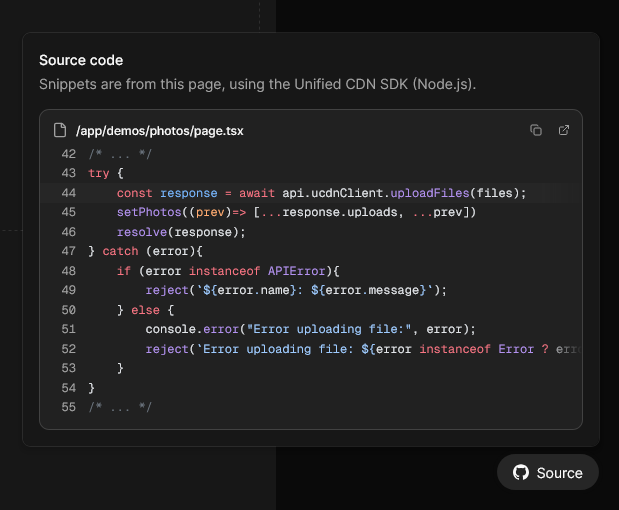 Source code
Snippets are from this page, using the Unified CDN SDK (Node.js).
/app/demos/photos/page.tsx
42 /* ... */
43 try {
44     const response = await api.ucdnClient.uploadFiles(files);
45     setPhotos((prev)=> [...response.uploads, ...prev])
46     resolve(response);
47 } catch (error){
48     if (error instanceof APIError){
49         reject(`${error.name}: ${error.message}`);
50     } else {
51         console.error("Error uploading file:", error);
52         reject(`Error uploading file: ${error instanceof Error ? erro
53     }
54 }
55 /* ... */
Source